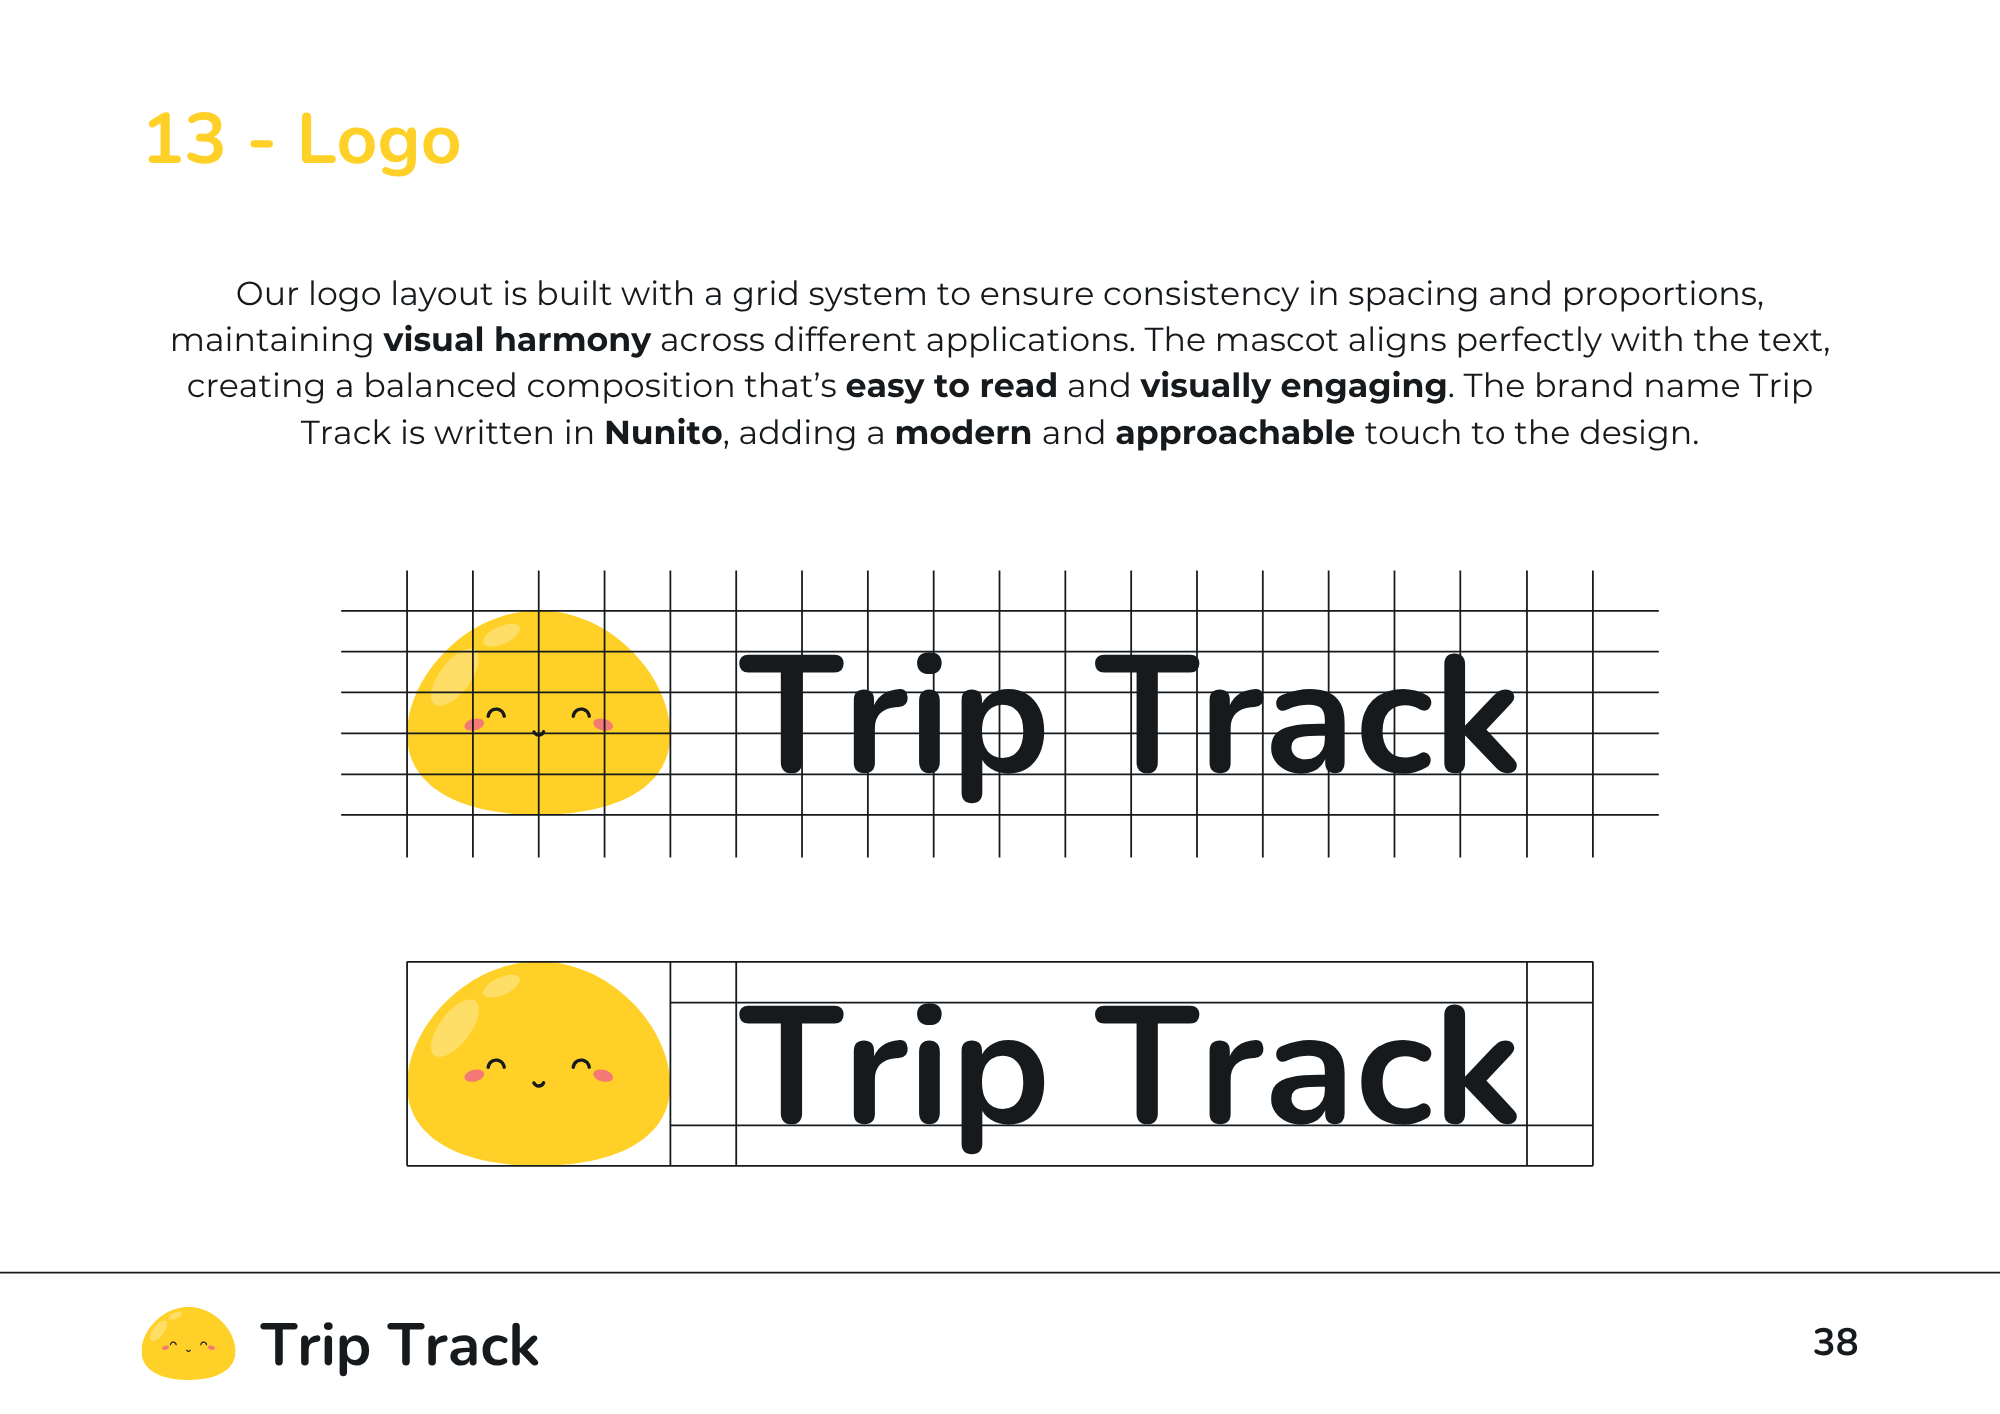 13 - Logo
Our logo layout is built with a grid system to ensure consistency in spacing and proportions,
maintaining visual harmony across different applications. The mascot aligns perfectly with the text,
creating a balanced composition that’s easy to read and visually engaging. The brand name Trip
Track is written in Nunito, adding a modern and approachable touch to the design.
Trip Track
Trip Track
Trip Track
38